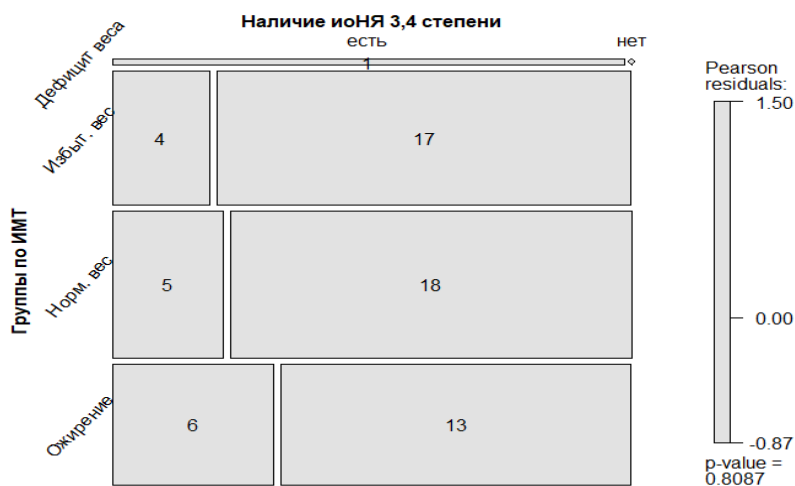 Наличие иоНЯ 3,4 степени
есть нет
Дефицит веса
1
Избыт. вес
4 17
Норм. вес
5 18
Ожирение
6 13
Группы по ИМТ
Pearson
residuals:
1.50
0.00
-0.87
p-value =
0.8087